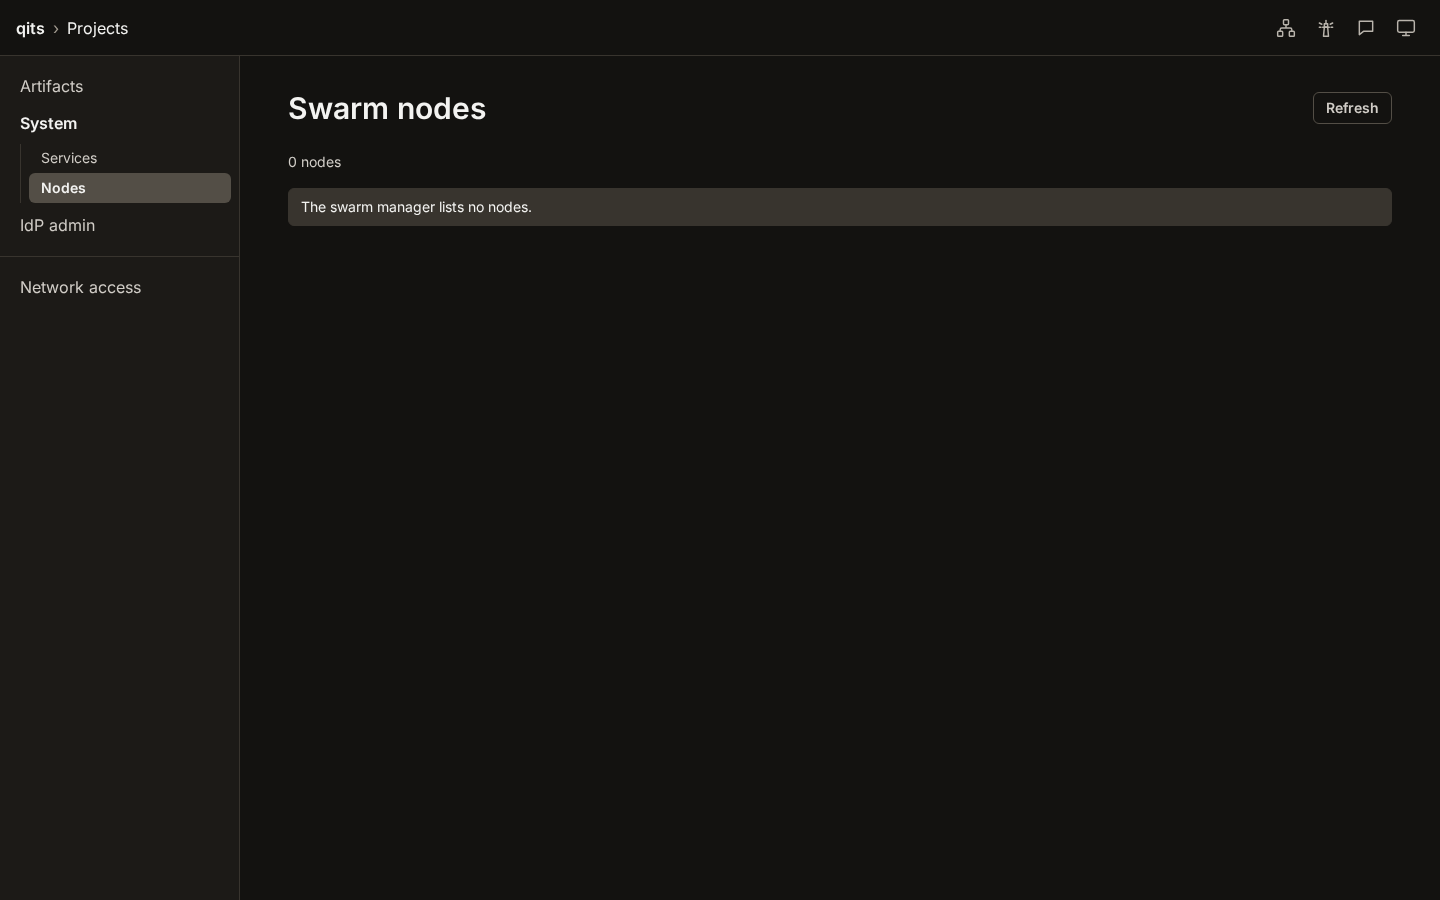 qits › Projects
Artifacts
System
Services
Nodes
IdP admin
Network access
Swarm nodes
Refresh
0 nodes
The swarm manager lists no nodes.